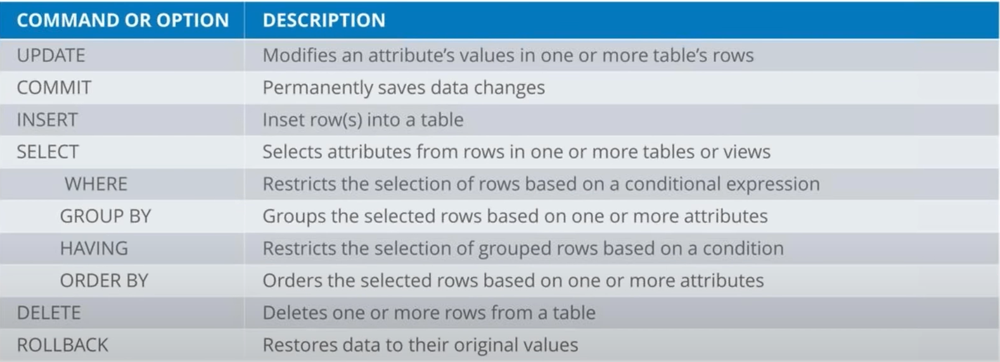 COMMAND OR OPTION DESCRIPTION
UPDATE Modifies an attribute’s values in one or more table’s rows
COMMIT Permanently saves data changes
INSERT Inset row(s) into a table
SELECT Selects attributes from rows in one or more tables or views
WHERE Restricts the selection of rows based on a conditional expression
GROUP BY Groups the selected rows based on one or more attributes
HAVING Restricts the selection of grouped rows based on a condition
ORDER BY Orders the selected rows based on one or more attributes
DELETE Deletes one or more rows from a table
ROLLBACK Restores data to their original values